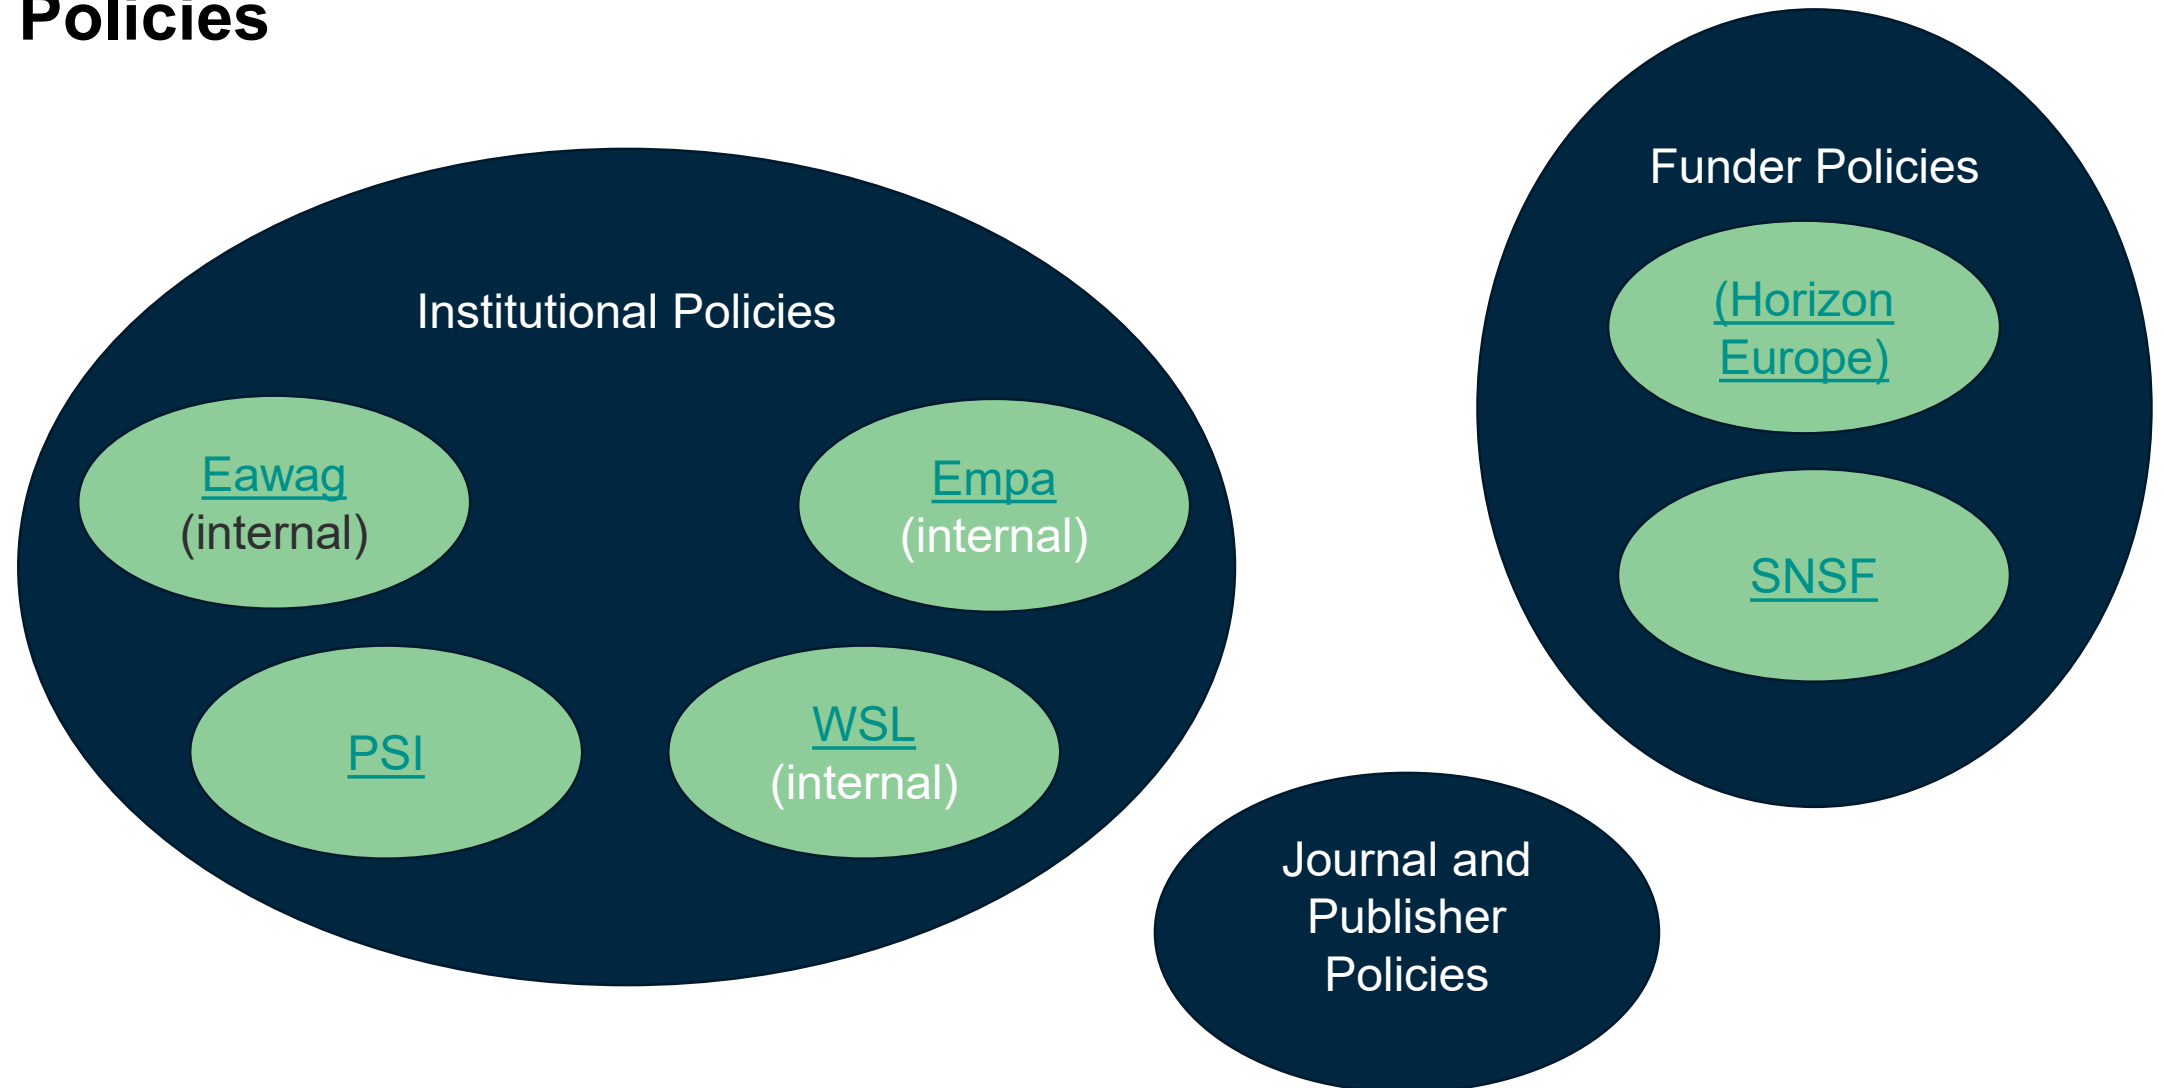 Policies
Institutional Policies
Eawag
(internal)
Empa
(internal)
PSI
WSL
(internal)
Funder Policies
(Horizon
Europe)
SNSF
Journal and
Publisher
Policies